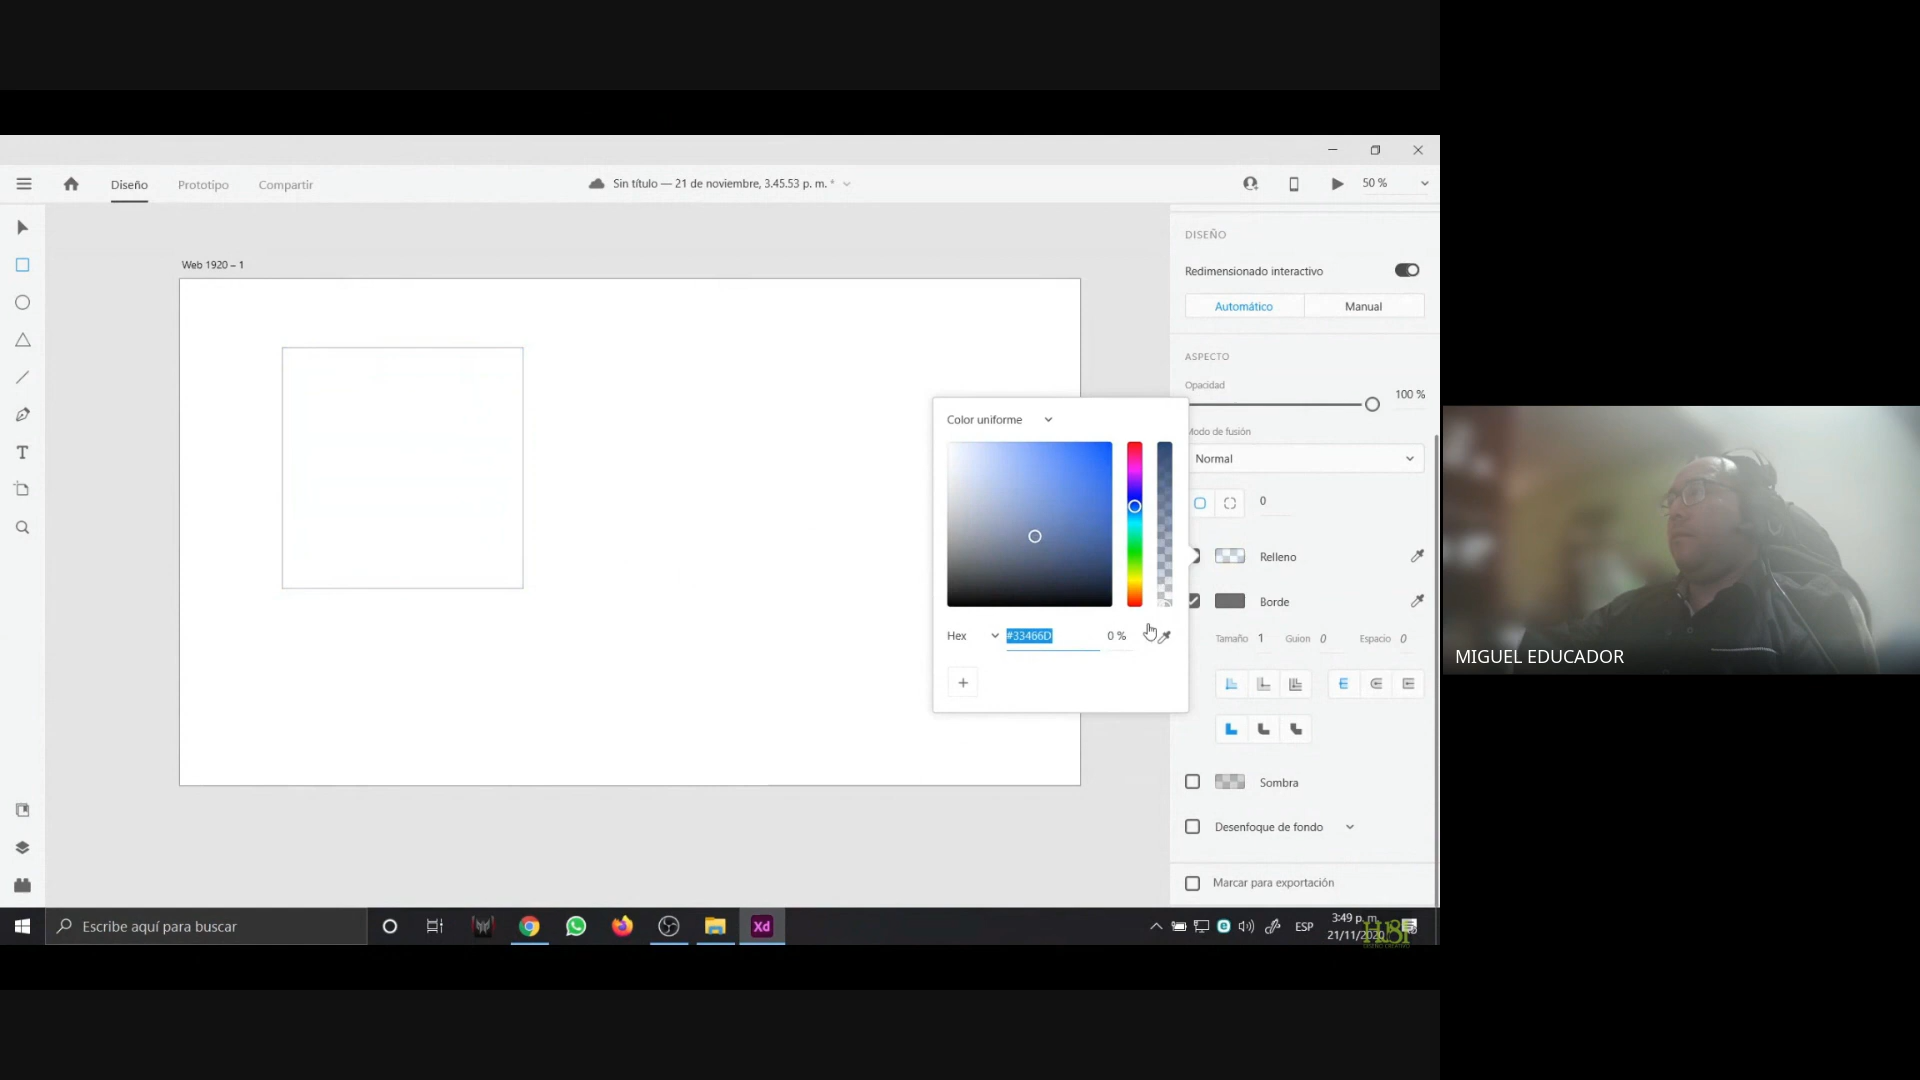 Diseño
Prototipo
Compartir
Sin título — 21 de noviembre, 3.45.53 p. m. *
50 %
Web 1920 – 1
DISEÑO
Redimensionado interactivo
Automático
Manual
ASPECTO
Opacidad
100 %
Modo de fusión
Normal
0
Color uniforme
Relleno
Borde
Hex
#33466D
0 %
Tamaño 1
Guion 0
Espacio 0
+
Sombra
Desenfoque de fondo
Marcar para exportación
MIGUEL EDUCADOR
T
Escribe aquí para buscar
Xd
ESP
3:49 p. m.
21/11/2020